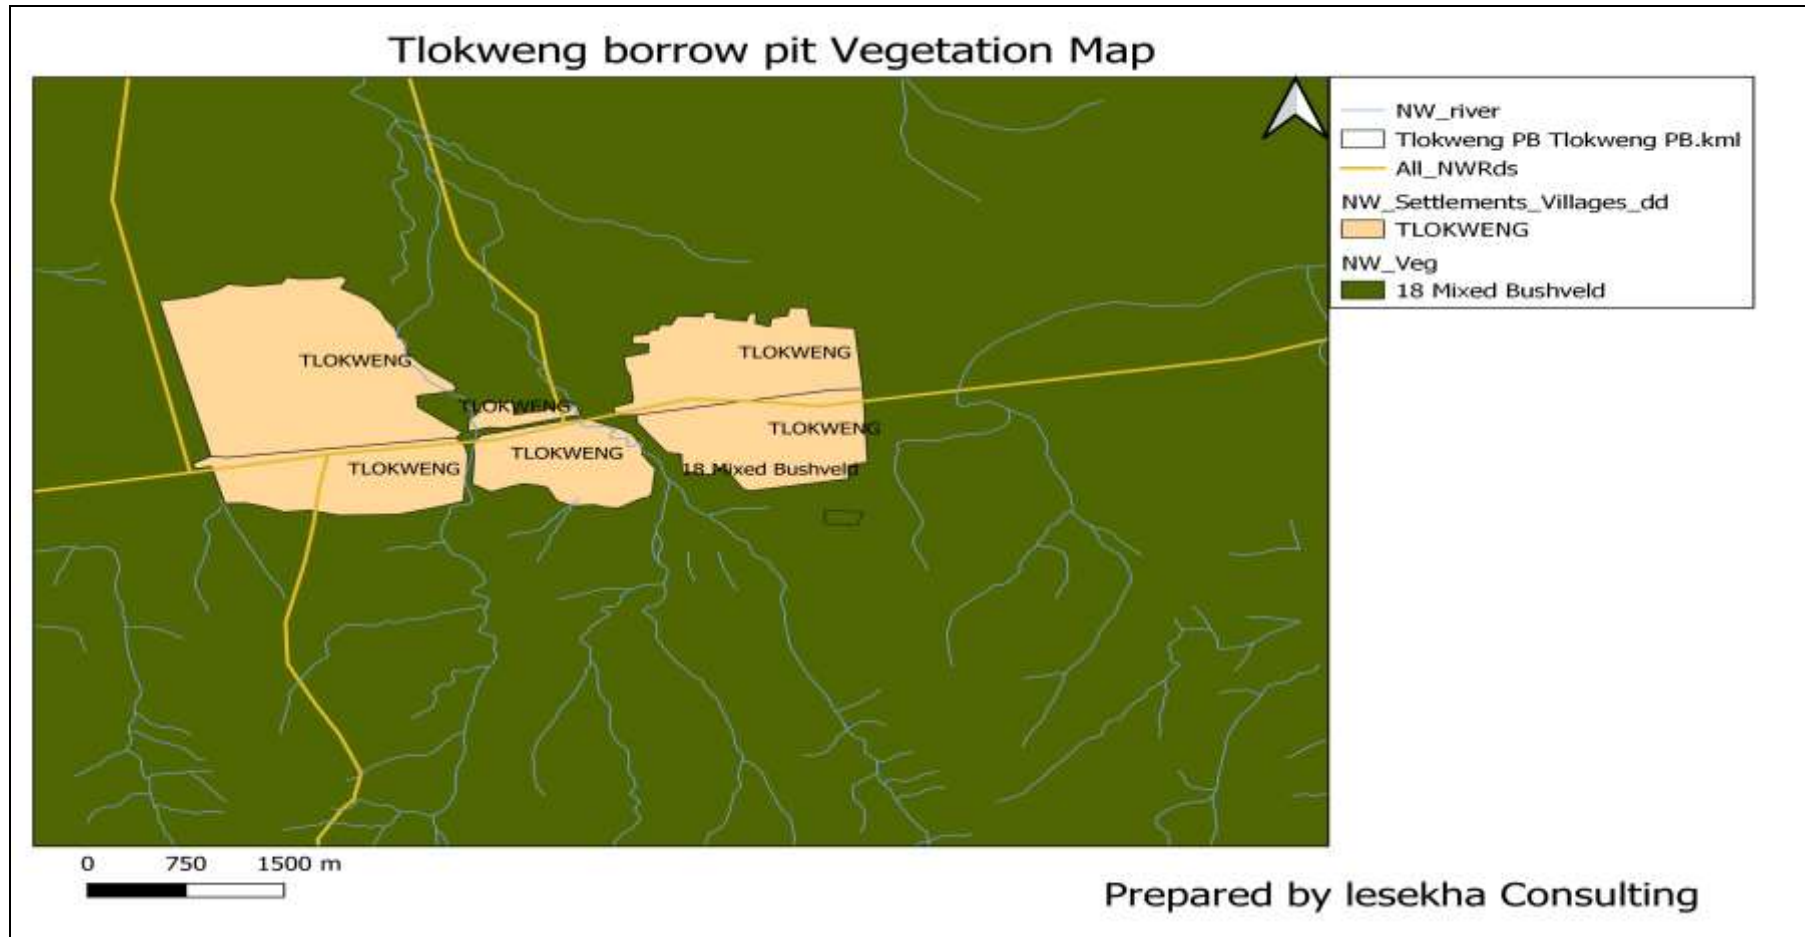 Tlokweng borrow pit Vegetation Map
NW_river
Tlokweng PB Tlokweng PB.kml
All_NWRds
NW_Settlements_Villages_dd
TLOKWENG
NW_Veg
18 Mixed Bushveld
TLOKWENG
TLOKWENG
TLOKWENG
TLOKWENG
TLOKWENG
TLOKWENG
18 Mixed Bushveld
0 750 1500 m
Prepared by lesekha Consulting